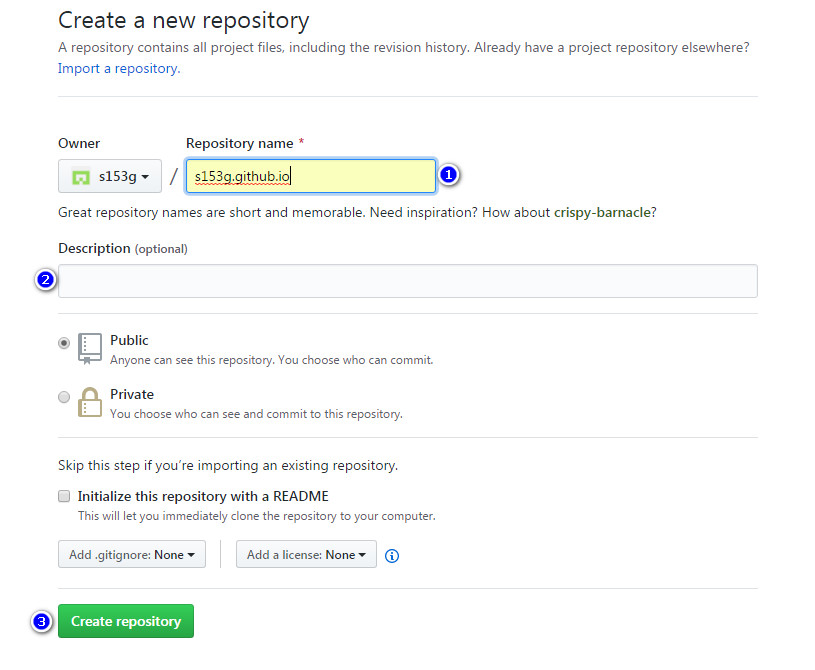 Create a new repository
A repository contains all project files, including the revision history. Already have a project repository elsewhere?
Import a repository.
Owner
Repository name *
s153g
/
s153g.github.io
1
Great repository names are short and memorable. Need inspiration? How about crispy-barnacle?
Description (optional)
2
Public
Anyone can see this repository. You choose who can commit.
Private
You choose who can see and commit to this repository.
Skip this step if you’re importing an existing repository.
Initialize this repository with a README
This will let you immediately clone the repository to your computer.
Add .gitignore: None
Add a license: None
3
Create repository